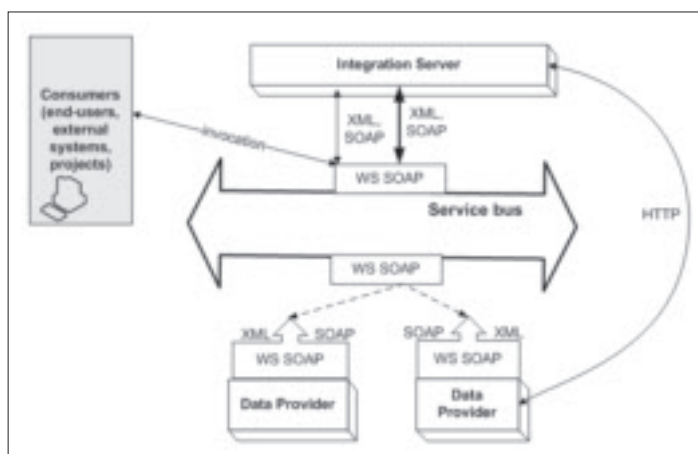 Integration Server
Consumers
(end-users,
external
systems,
projects)
invocation
XML,
SOAP
XML,
SOAP
WS SOAP
Service bus
HTTP
WS SOAP
XML
SOAP
SOAP
XML
WS SOAP
WS SOAP
Data Provider
Data
Provider